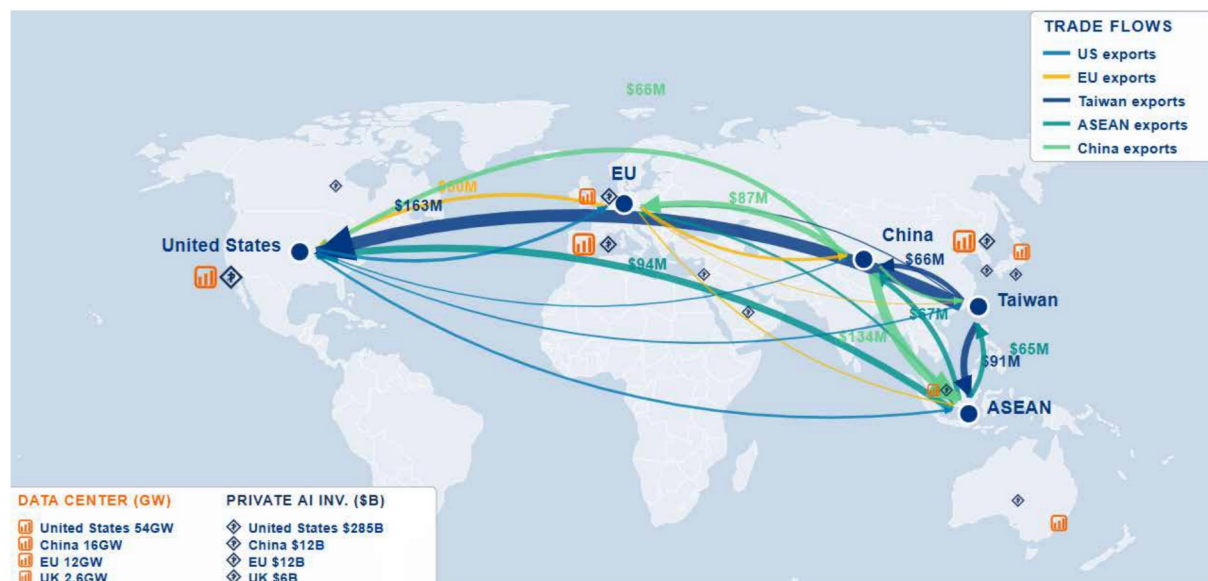 TRADE FLOWS
US exports
EU exports
Taiwan exports
ASEAN exports
China exports
$66M
EU
$60M
$163M
$87M
United States
China
$94M
$66M
Taiwan
$67M
$134M
$65M
$91M
ASEAN
DATA CENTER (GW)
United States 54GW
China 16GW
EU 12GW
UK 2.6GW
PRIVATE AI INV. ($B)
United States $285B
China $12B
EU $12B
UK $6B